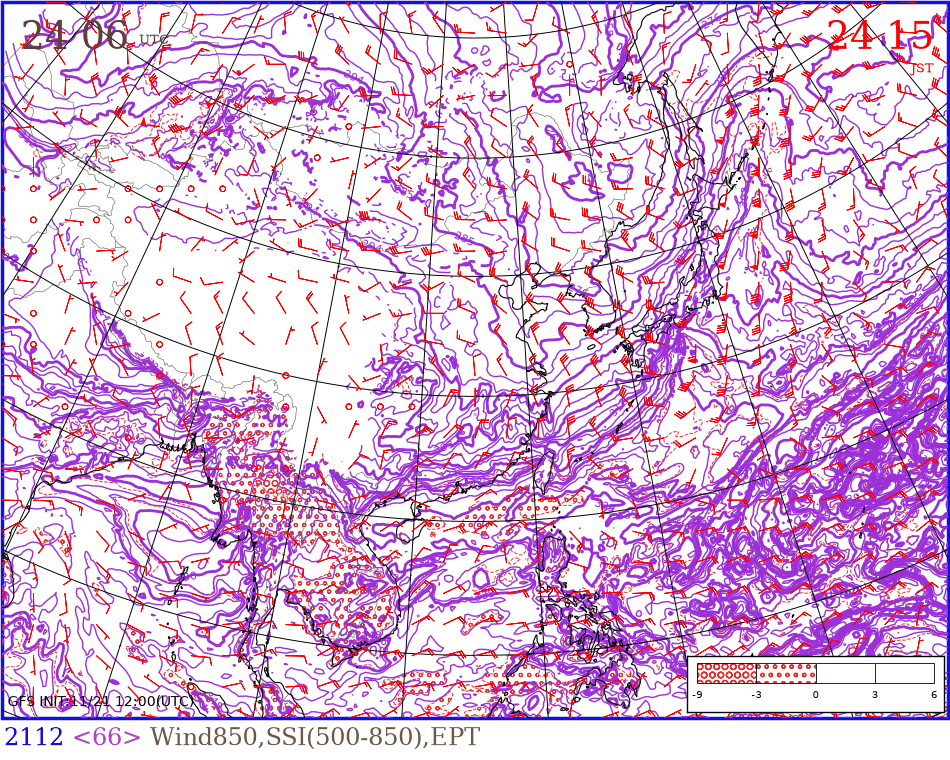 24 06 UTC
24 15 JST
GFS INIT:11/21 12:00(UTC)
-9 -3 0 3 6
2112 <66> Wind850,SSI(500-850),EPT